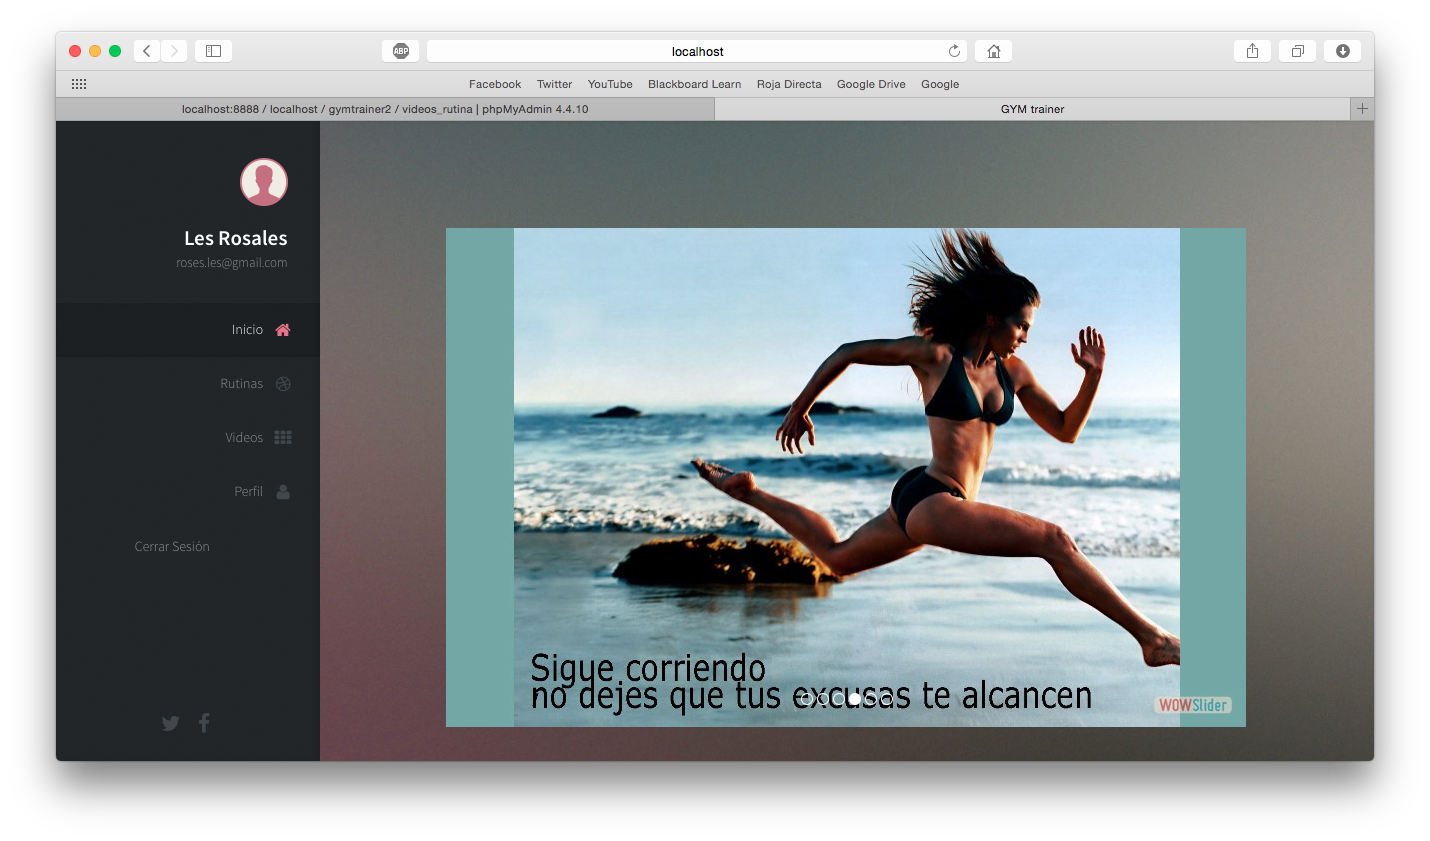 ABP
localhost
Facebook Twitter YouTube Blackboard Learn Roja Directa Google Drive Google
localhost:8888 / localhost / gymtrainer2 / videos_rutina | phpMyAdmin 4.4.10
GYM trainer
Les Rosales
roses.les@gmail.com
Inicio
Rutinas
Videos
Perfil
Cerrar Sesión
Sigue corriendo
no dejes que tus excusas te alcancen
WOWSlider